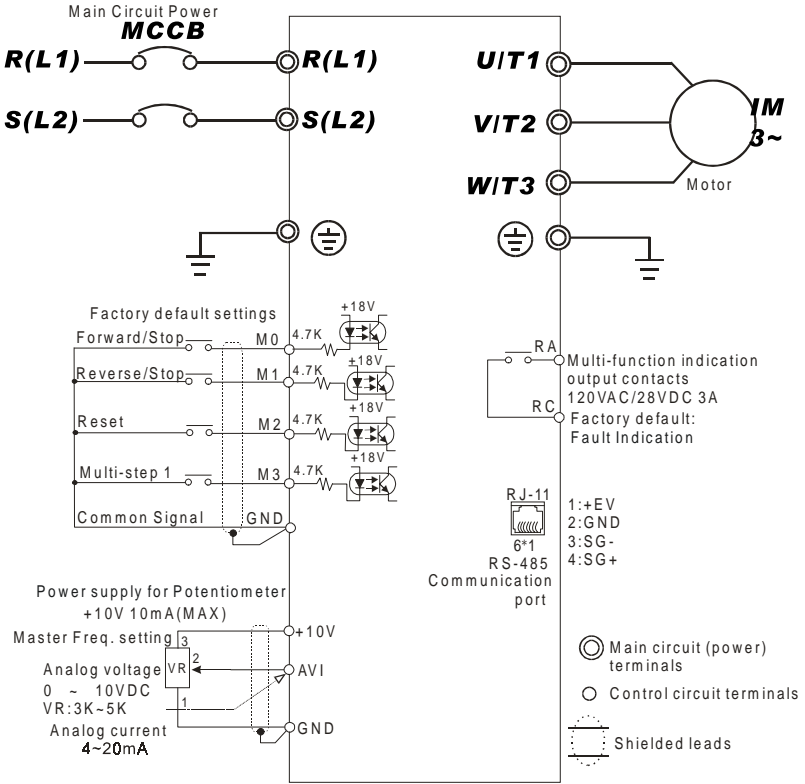 Main Circuit Power
MCCB
R(L1)
R(L1)
U/T1
IM
3~
S(L2)
S(L2)
V/T2
W/T3
Motor
Factory default settings
+18V
Forward/Stop
M0
4.7K
+18V
Reverse/Stop
M1
4.7K
+18V
Reset
M2
4.7K
+18V
Multi-step 1
M3
4.7K
Common Signal
GND
RA
Multi-function indication
output contacts
120VAC/28VDC 3A
RC
Factory default:
Fault Indication
RJ-11
6*1
RS-485
Communication
port
1:+EV
2:GND
3:SG-
4:SG+
Power supply for Potentiometer
+10V 10mA(MAX)
Master Freq. setting
3
+10V
Analog voltage
VR
2
AVI
0 ~ 10VDC
VR:3K~5K
1
Analog current
4~20mA
GND
Main circuit (power)
terminals
Control circuit terminals
Shielded leads